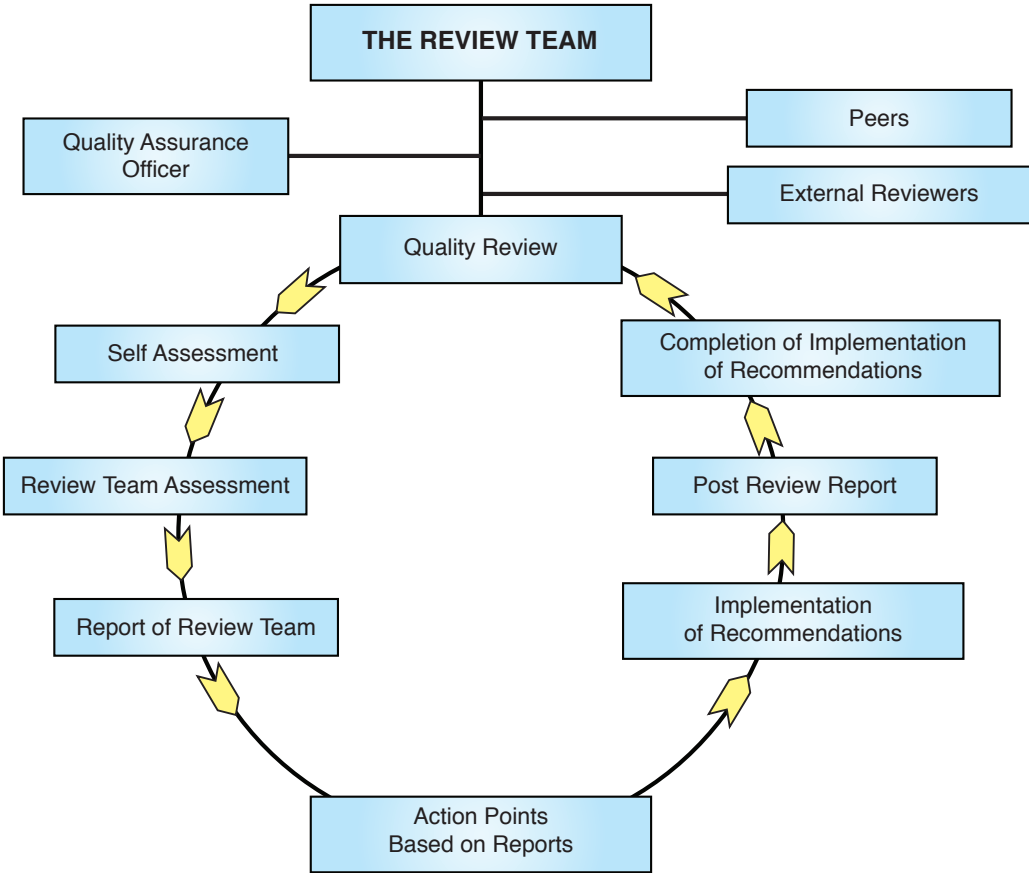 THE REVIEW TEAM
Peers
Quality Assurance
Officer
External Reviewers
Quality Review
Self Assessment
Completion of Implementation
of Recommendations
Review Team Assessment
Post Review Report
Report of Review Team
Implementation
of Recommendations
Action Points
Based on Reports